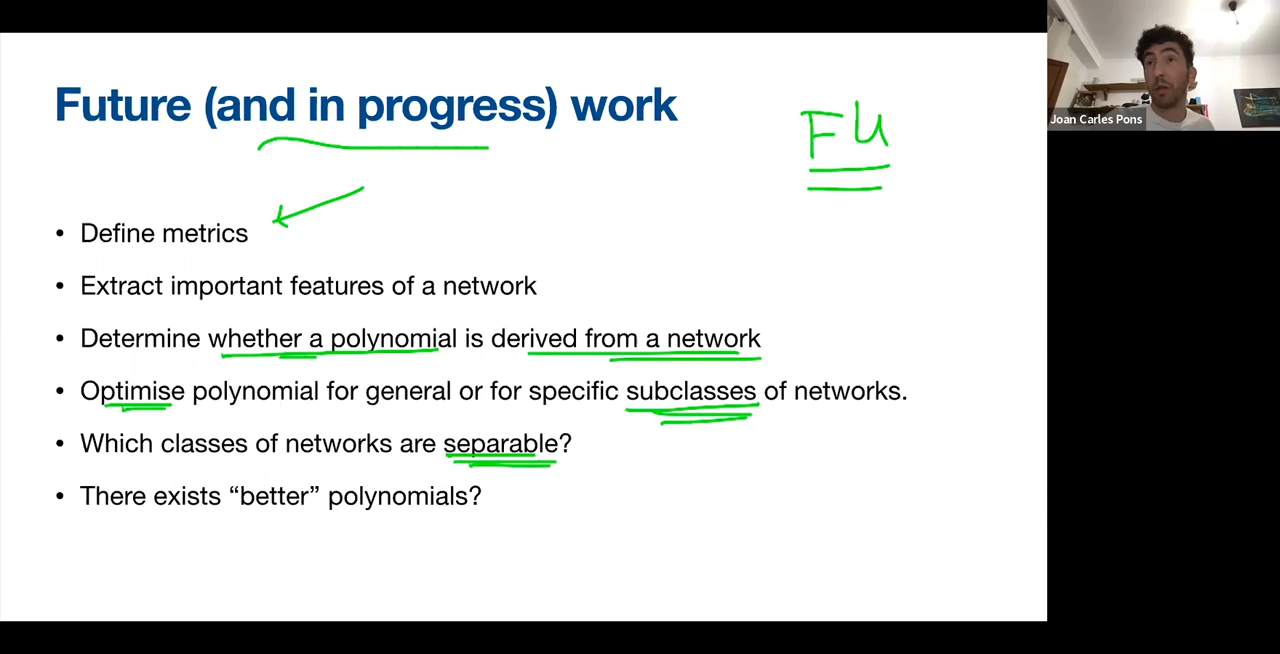 Future (and in progress) work
FU
Joan Carles Pons
• Define metrics
• Extract important features of a network
• Determine whether a polynomial is derived from a network
• Optimise polynomial for general or for specific subclasses of networks.
• Which classes of networks are separable?
• There exists “better” polynomials?